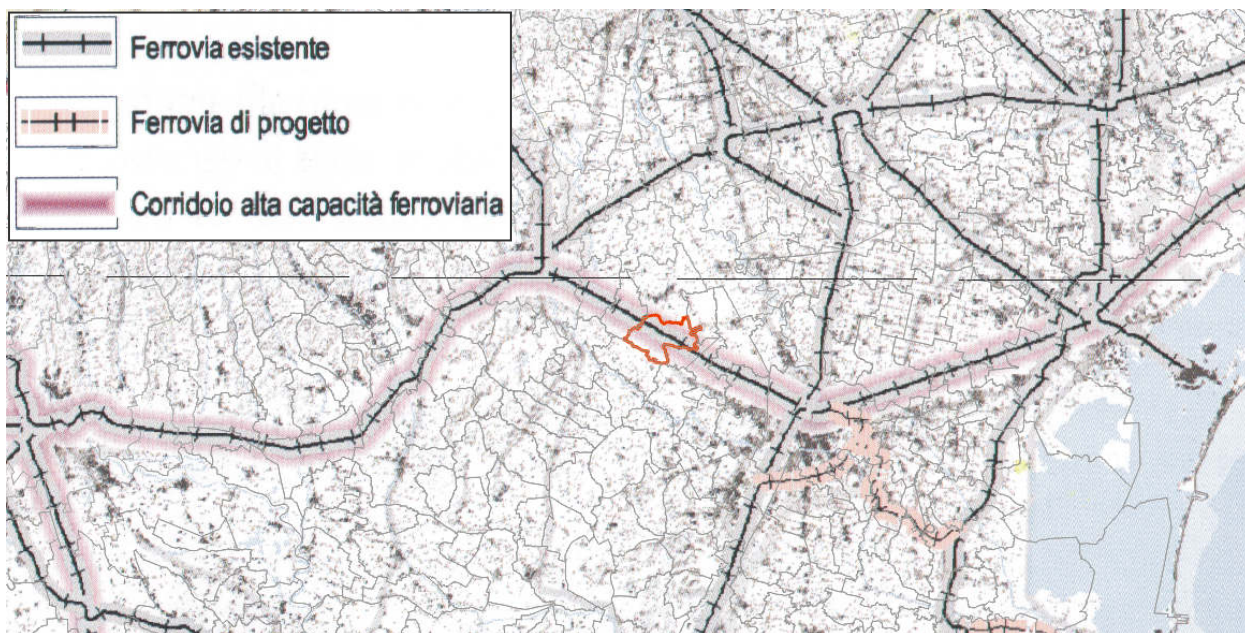 Ferrovia esistente
Ferrovia di progetto
Corridoio alta capacità ferroviaria